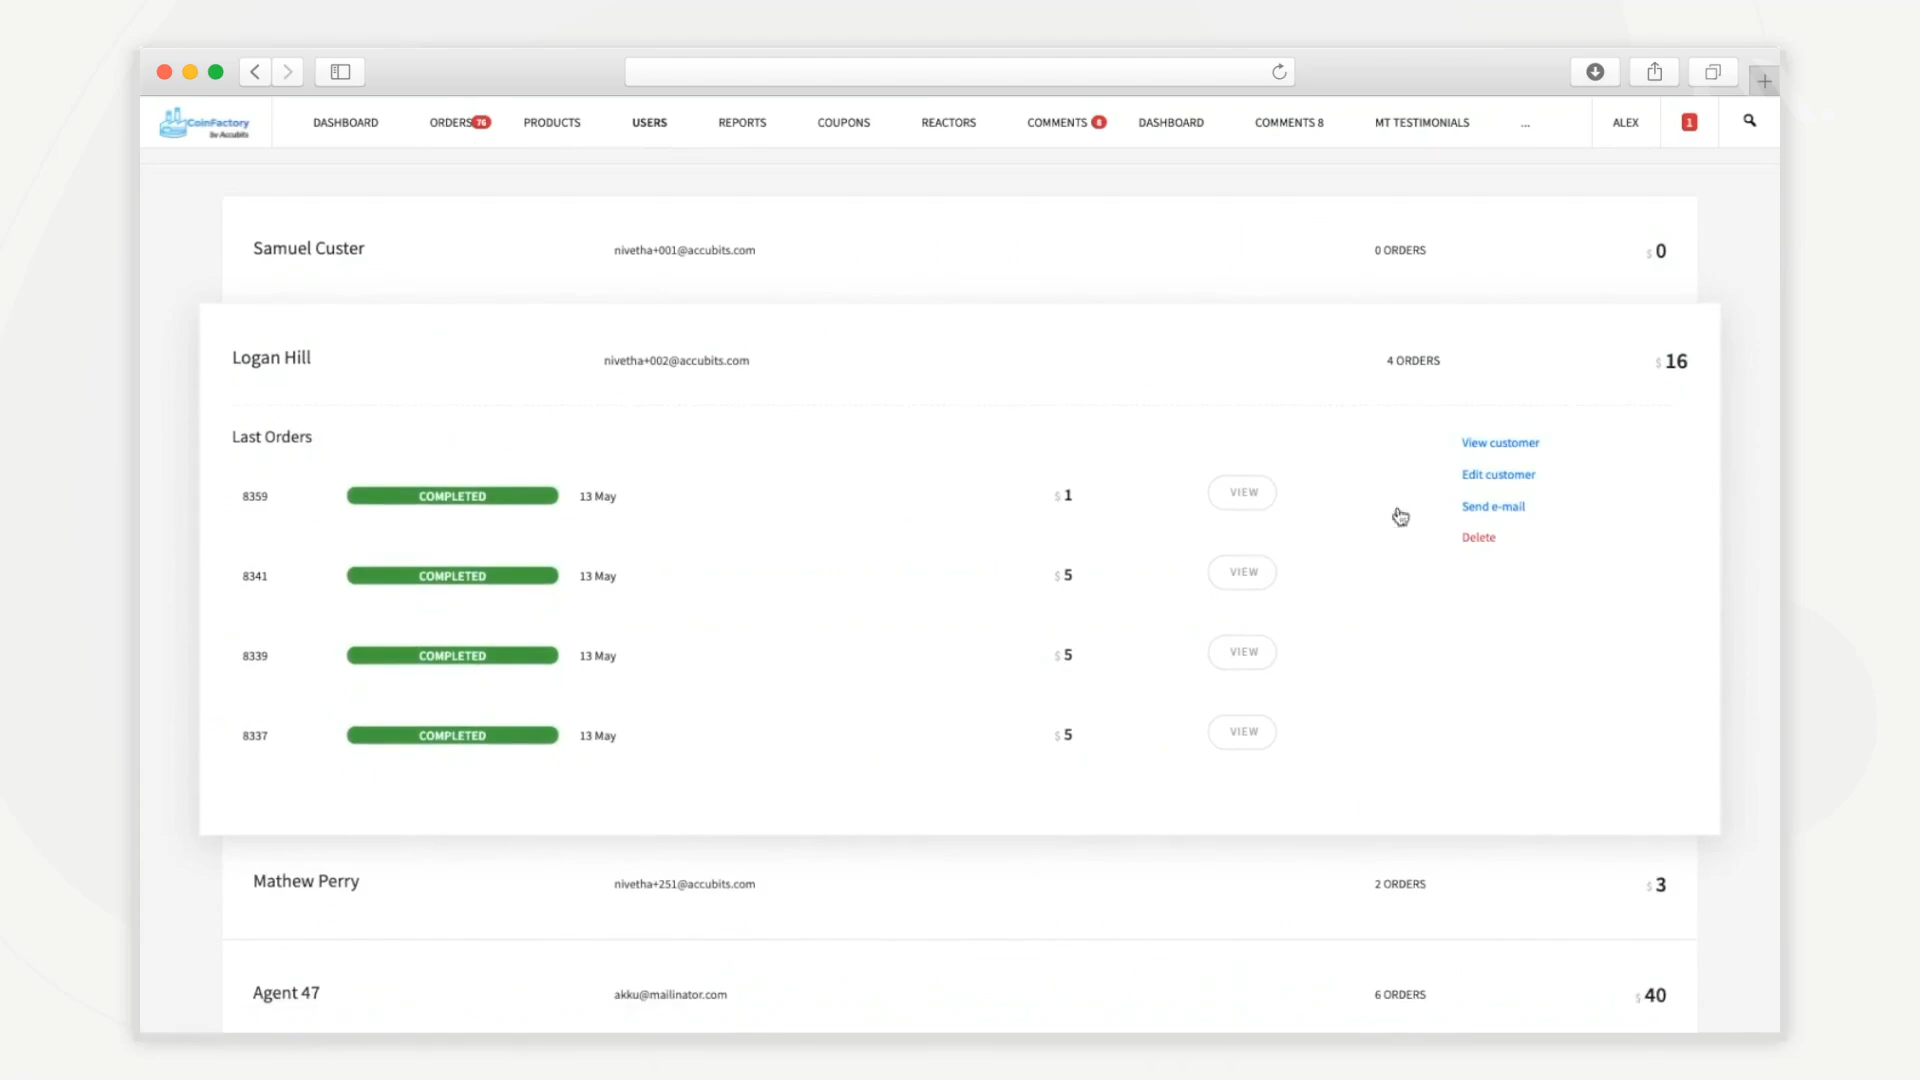 CoinFactory
by Accubits
DASHBOARD ORDERS 76 PRODUCTS USERS REPORTS COUPONS REACTORS COMMENTS 8 DASHBOARD COMMENTS 8 MT TESTIMONIALS ... ALEX 1
Samuel Custer nivetha+001@accubits.com 0 ORDERS $ 0
Logan Hill nivetha+002@accubits.com 4 ORDERS $ 16
Last Orders
View customer
Edit customer
Send e-mail
Delete
8359 COMPLETED 13 May $ 1 VIEW
8341 COMPLETED 13 May $ 5 VIEW
8339 COMPLETED 13 May $ 5 VIEW
8337 COMPLETED 13 May $ 5 VIEW
Mathew Perry nivetha+251@accubits.com 2 ORDERS $ 3
Agent 47 akku@mailinator.com 6 ORDERS $ 40